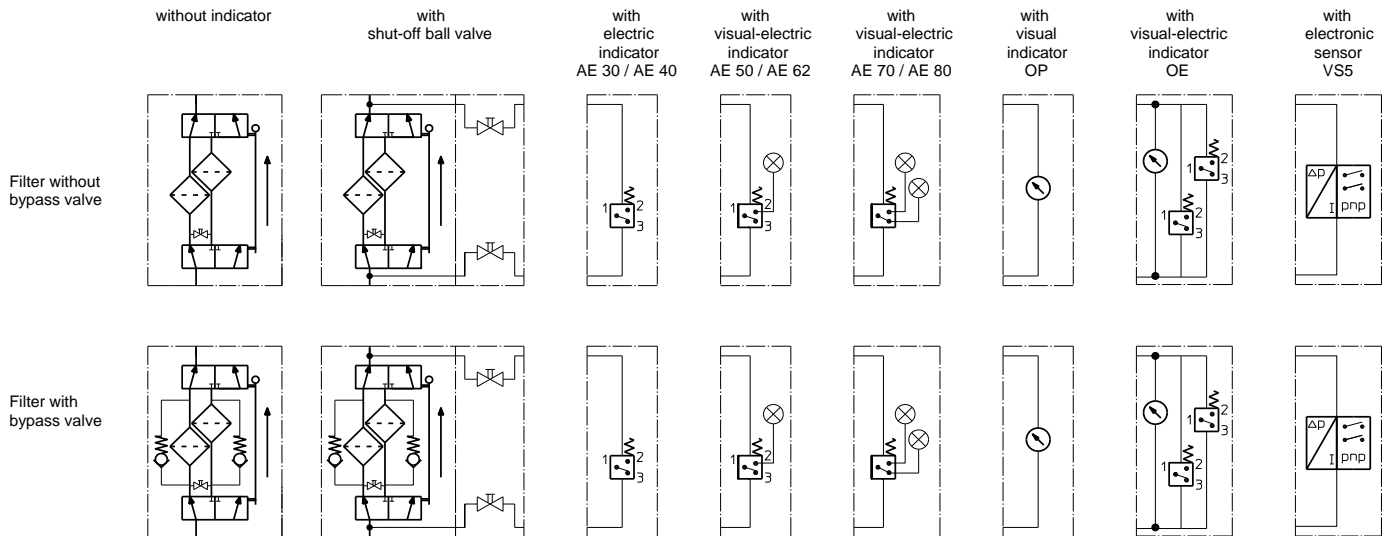 without indicator
with
shut-off ball valve
with
electric
indicator
AE 30 / AE 40
with
visual-electric
indicator
AE 50 / AE 62
with
visual-electric
indicator
AE 70 / AE 80
with
visual
indicator
OP
with
visual-electric
indicator
OE
with
electronic
sensor
VS5
Filter without
bypass valve
1 2
3
1 2
3
1 2
3
1 2
3
Δp
I pnp
Filter with
bypass valve
1 2
3
1 2
3
1 2
3
1 2
3
Δp
I pnp